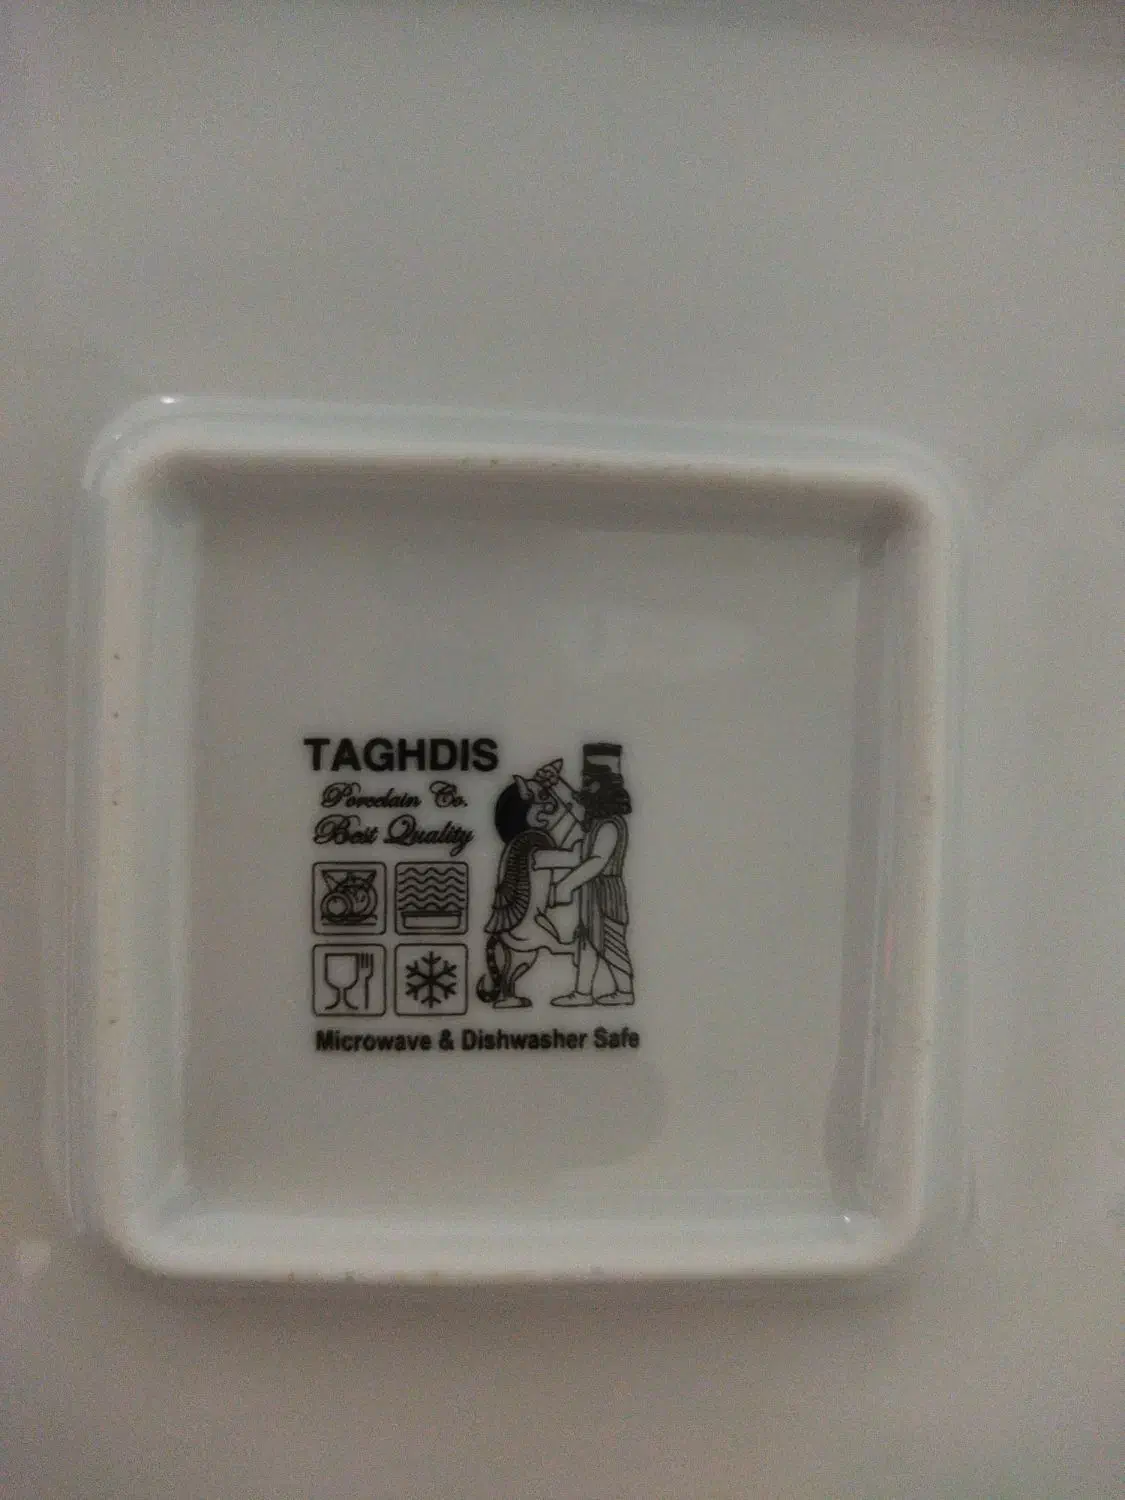 TAGHDIS
Porcelain Co.
Best Quality
Microwave & Dishwasher Safe